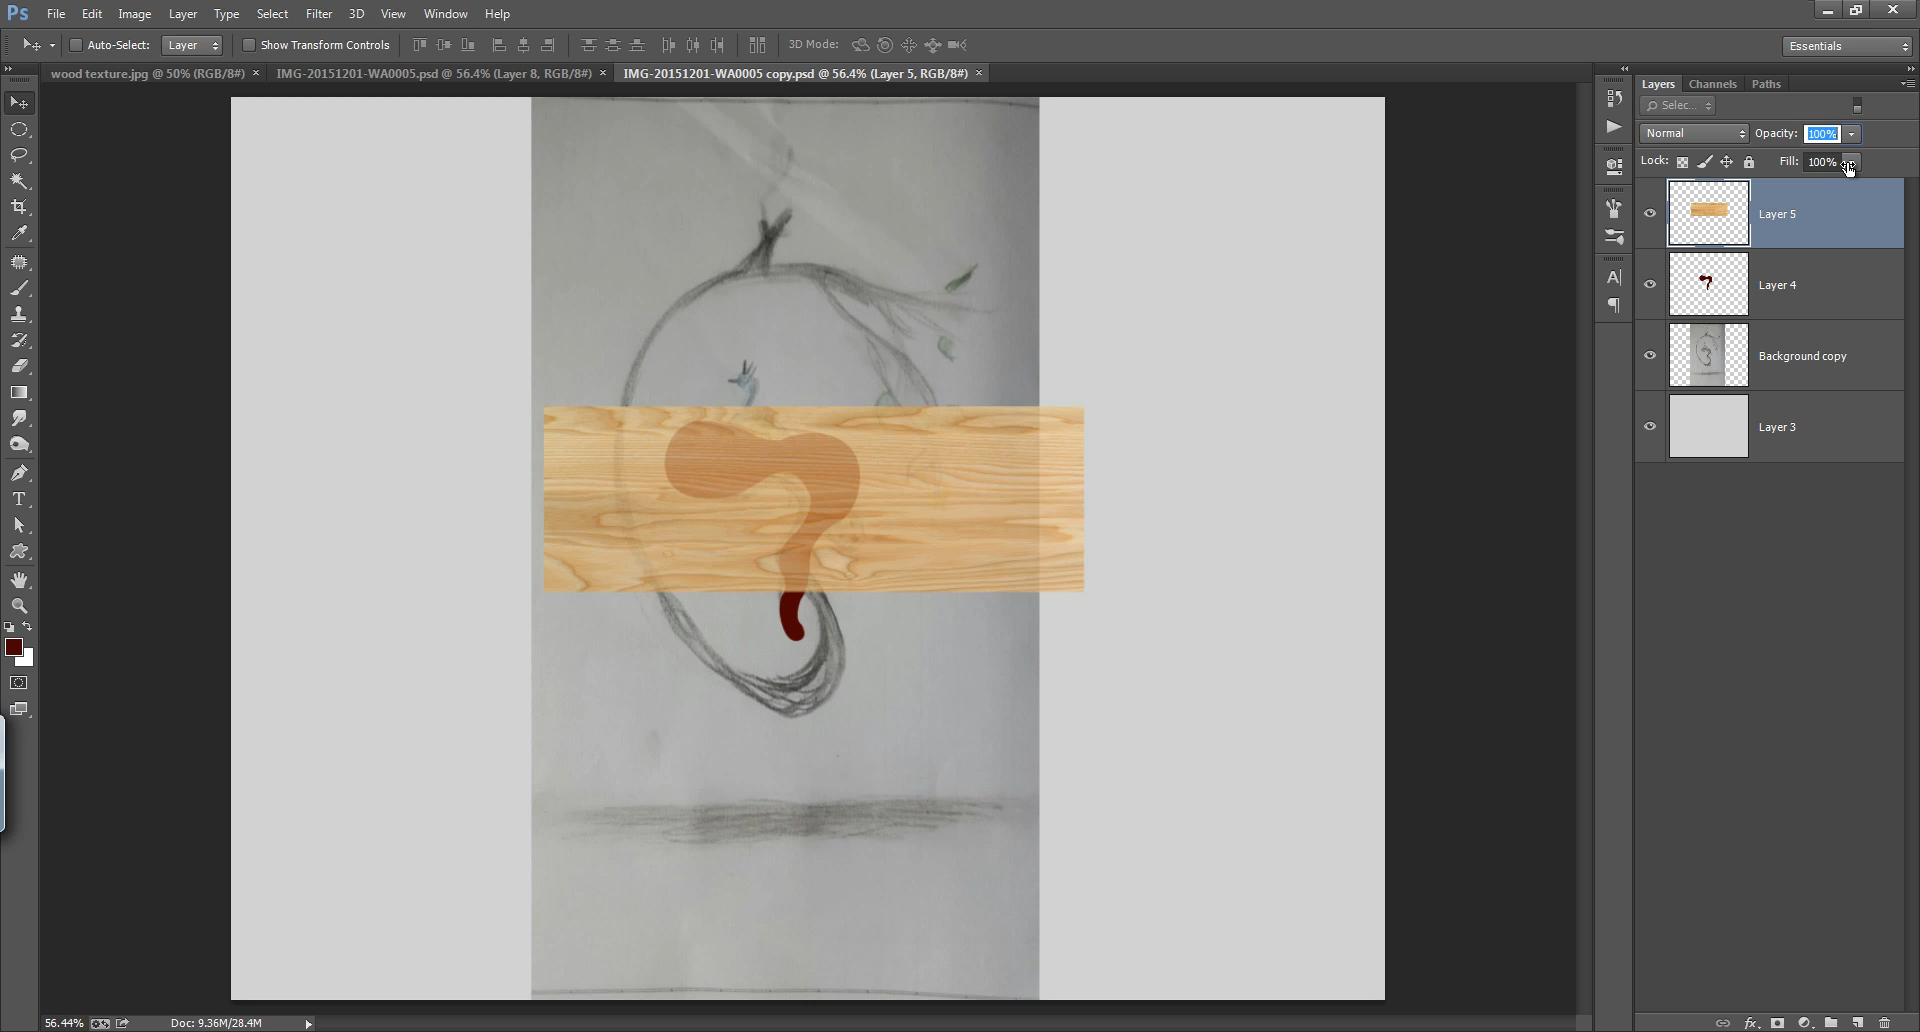 Ps File Edit Image Layer Type Select Filter 3D View Window Help
Auto-Select: Layer Show Transform Controls 3D Mode: Essentials
wood texture.jpg @ 50% (RGB/8#) × IMG-20151201-WA0005.psd @ 56.4% (Layer 8, RGB/8#) × IMG-20151201-WA0005 copy.psd @ 56.4% (Layer 5, RGB/8#) ×
Layers Channels Paths
Selec...
Normal Opacity: 100%
Lock: Fill: 100%
Layer 5
Layer 4
Background copy
Layer 3
56.44% Doc: 9.36M/28.4M